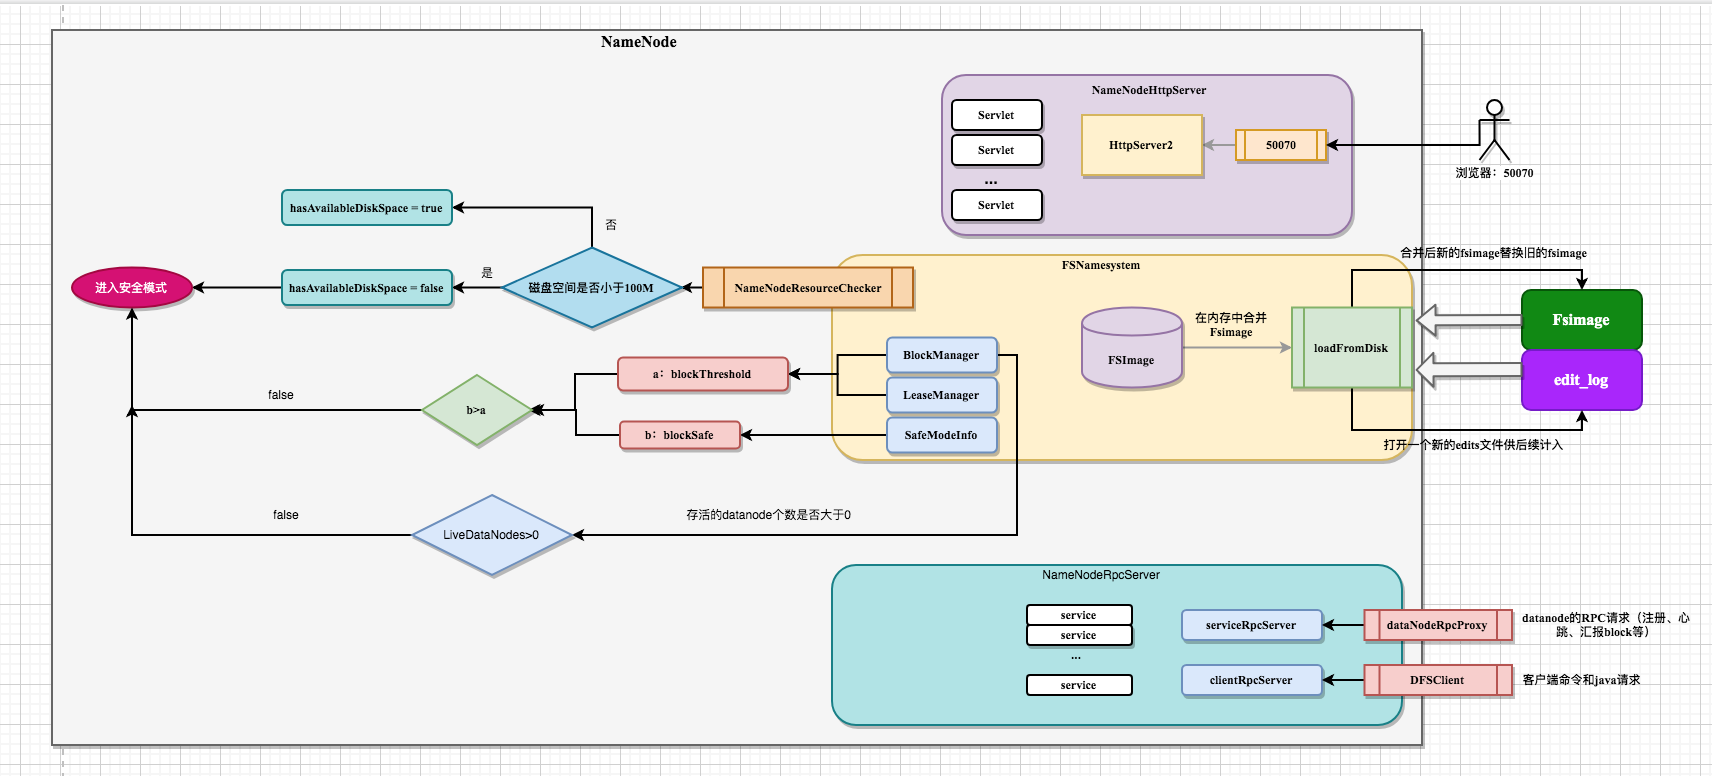 NameNode
NameNodeHttpServer
Servlet
Servlet
...
Servlet
HttpServer2
50070
浏览器：50070
hasAvailableDiskSpace = true
否
进入安全模式
hasAvailableDiskSpace = false
是
磁盘空间是否小于100M
NameNodeResourceChecker
FSNamesystem
FSImage
在内存中合并
Fsimage
loadFromDisk
合并后新的fsimage替换旧的fsimage
Fsimage
edit_log
打开一个新的edits文件供后续计入
BlockManager
LeaseManager
SafeModeInfo
a：blockThreshold
b：blockSafe
b>a
false
false
LiveDataNodes>0
存活的datanode个数是否大于0
NameNodeRpcServer
service
service
...
service
serviceRpcServer
clientRpcServer
dataNodeRpcProxy
DFSClient
datanode的RPC请求（注册、心
跳、汇报block等）
客户端命令和java请求